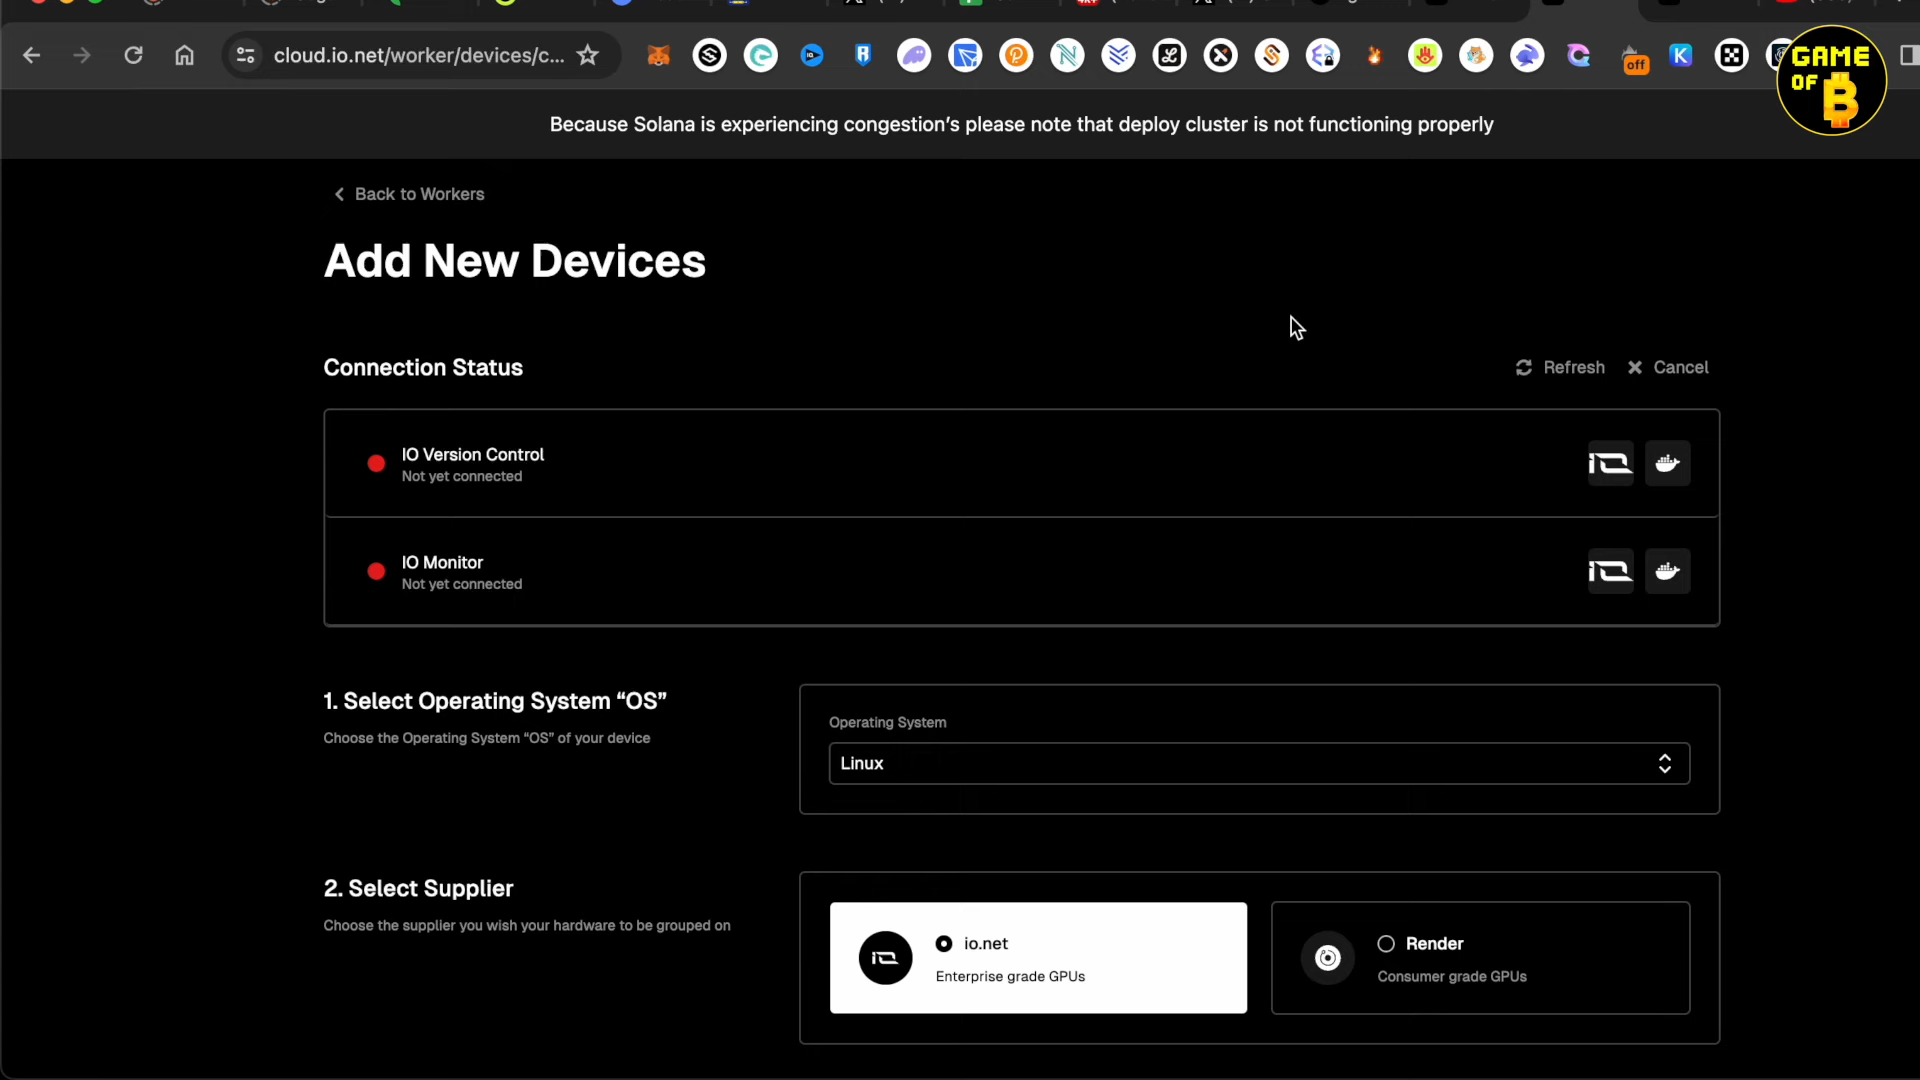 cloud.io.net/worker/devices/c...
off
GAME
OF
Because Solana is experiencing congestion’s please note that deploy cluster is not functioning properly
Back to Workers
Add New Devices
Connection Status
Refresh
Cancel
IO Version Control
Not yet connected
IO Monitor
Not yet connected
1. Select Operating System “OS”
Choose the Operating System “OS” of your device
Operating System
Linux
2. Select Supplier
Choose the supplier you wish your hardware to be grouped on
io.net
Enterprise grade GPUs
Render
Consumer grade GPUs